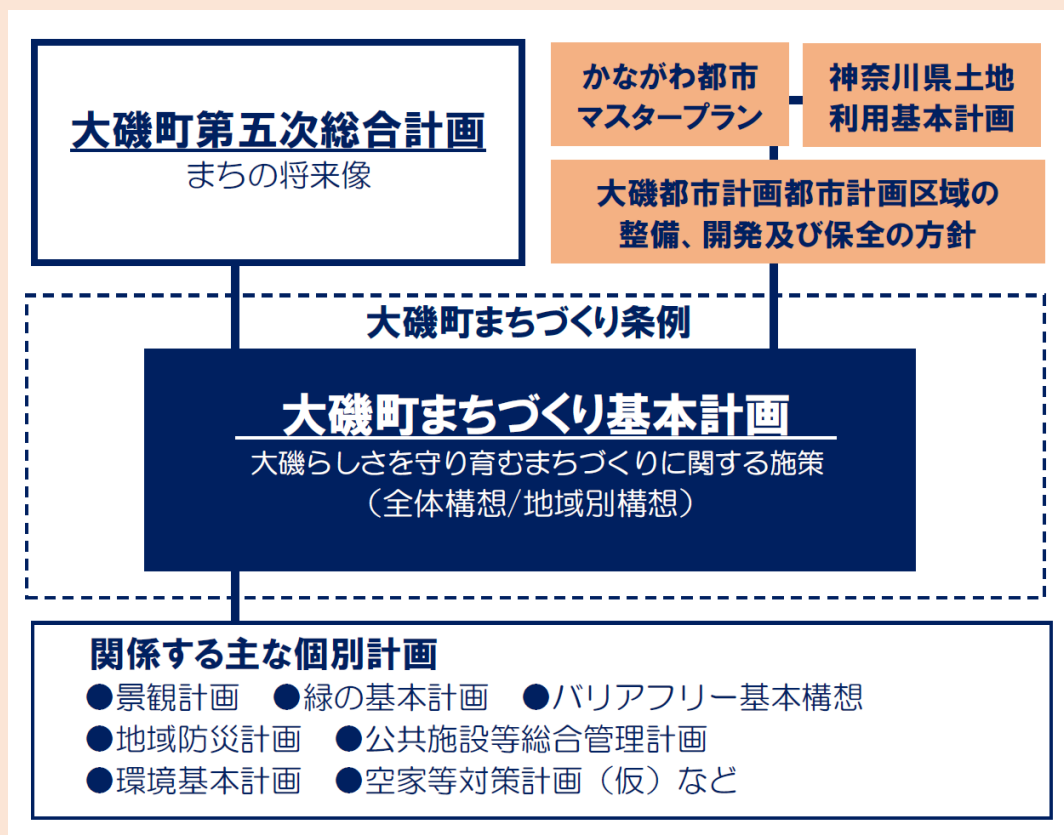 大磯町第五次総合計画
まちの将来像
かながわ都市
マスタープラン
神奈川県土地
利用基本計画
大磯都市計画都市計画区域の
整備、開発及び保全の方針
大磯町まちづくり条例
大磯町まちづくり基本計画
大磯らしさを守り育むまちづくりに関する施策
（全体構想/地域別構想）
関係する主な個別計画
●景観計画　●緑の基本計画　●バリアフリー基本構想
●地域防災計画　●公共施設等総合管理計画
●環境基本計画　●空家等対策計画（仮）など